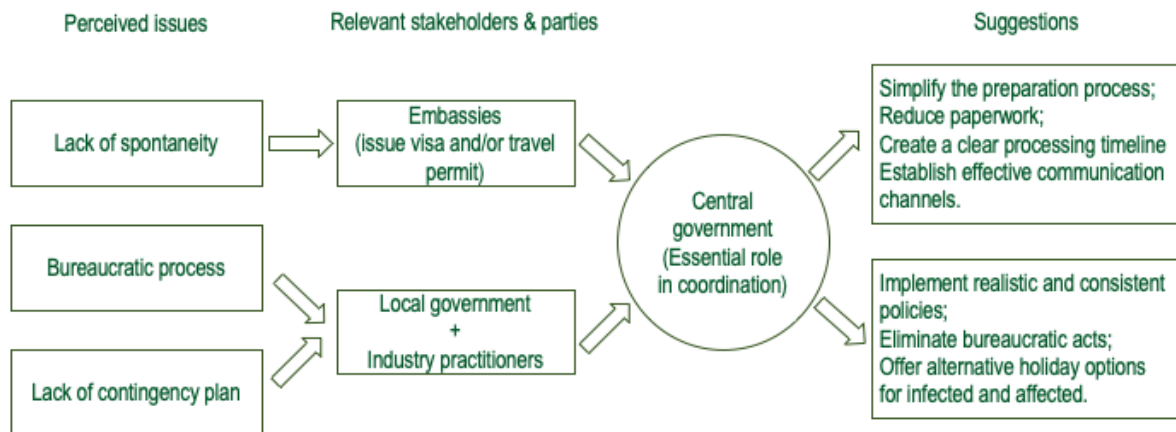 Perceived issues
Relevant stakeholders & parties
Suggestions
Lack of spontaneity
Bureaucratic process
Lack of contingency plan
Embassies
(issue visa and/or travel
permit)
Local government
+
Industry practitioners
Central
government
(Essential role
in coordination)
Simplify the preparation process;
Reduce paperwork;
Create a clear processing timeline
Establish effective communication
channels.
Implement realistic and consistent
policies;
Eliminate bureaucratic acts;
Offer alternative holiday options
for infected and affected.